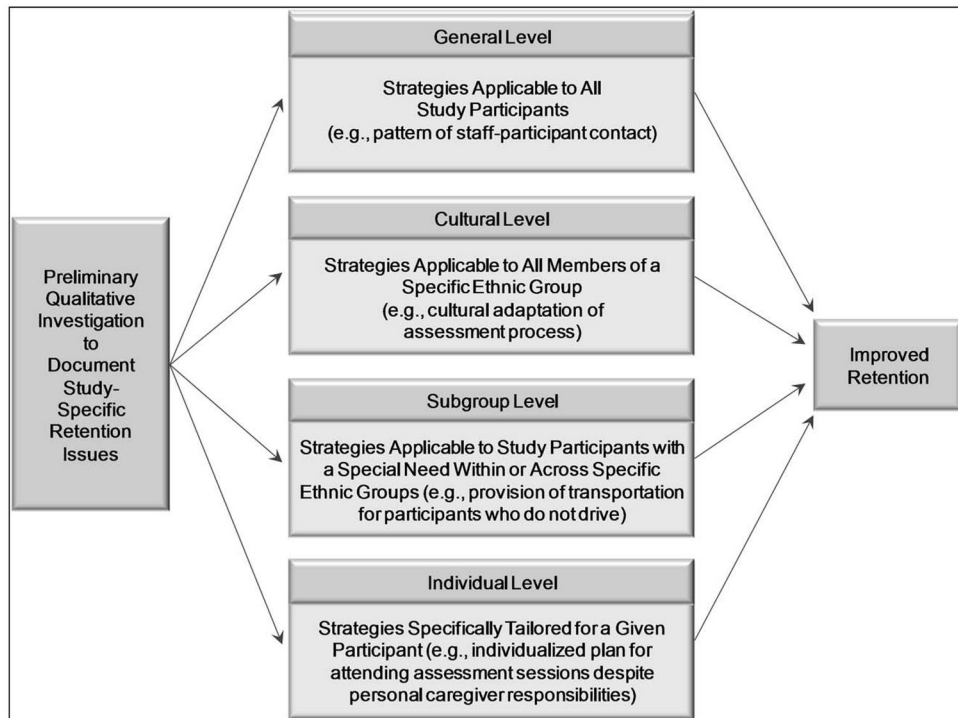 Preliminary
Qualitative
Investigation
to
Document
Study-
Specific
Retention
Issues
General Level
Strategies Applicable to All
Study Participants
(e.g., pattern of staff-participant contact)
Cultural Level
Strategies Applicable to All Members of a
Specific Ethnic Group
(e.g., cultural adaptation of
assessment process)
Subgroup Level
Strategies Applicable to Study Participants with
a Special Need Within or Across Specific
Ethnic Groups (e.g., provision of transportation
for participants who do not drive)
Individual Level
Strategies Specifically Tailored for a Given
Participant (e.g., individualized plan for
attending assessment sessions despite
personal caregiver responsibilities)
Improved
Retention